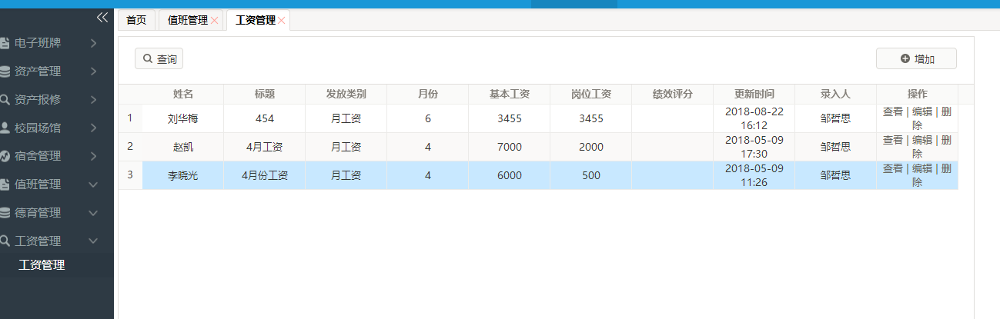 首页 值班管理 工资管理
电子班牌
资产管理
资产报修
校园场馆
宿舍管理
值班管理
德育管理
工资管理
工资管理
查询 增加
姓名 标题 发放类别 月份 基本工资 岗位工资 绩效评分 更新时间 录入人 操作
1 刘华梅 454 月工资 6 3455 3455 2018-08-22 邹哲思 查看 | 编辑 | 删
16:12 除
2 赵凯 4月工资 月工资 4 7000 2000 2018-05-09 邹哲思 查看 | 编辑 | 删
17:30 除
3 李晓光 4月份工资 月工资 4 6000 500 2018-05-09 邹哲思 查看 | 编辑 | 删
11:26 除